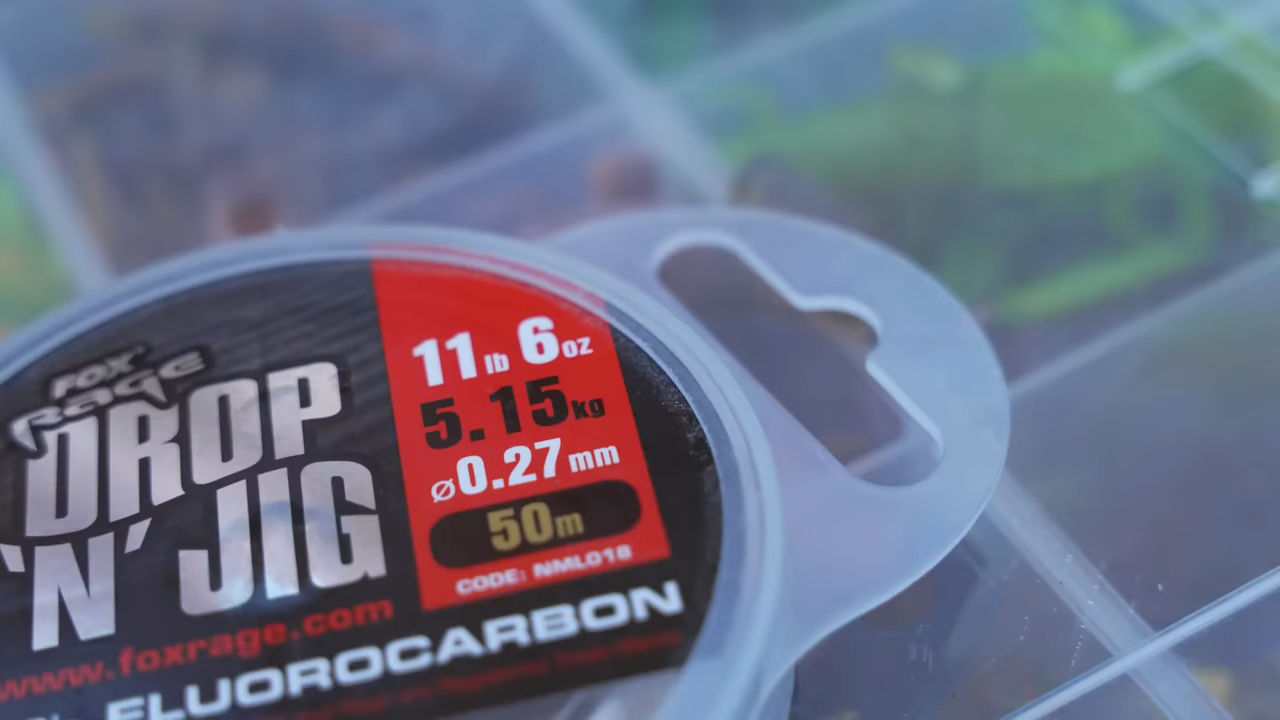 FOX
Rage
DROP
'N' JIG
www.foxrage.com
FLUOROCARBON
11lb 6oz
5.15kg
ø0.27mm
50m
CODE: NML016